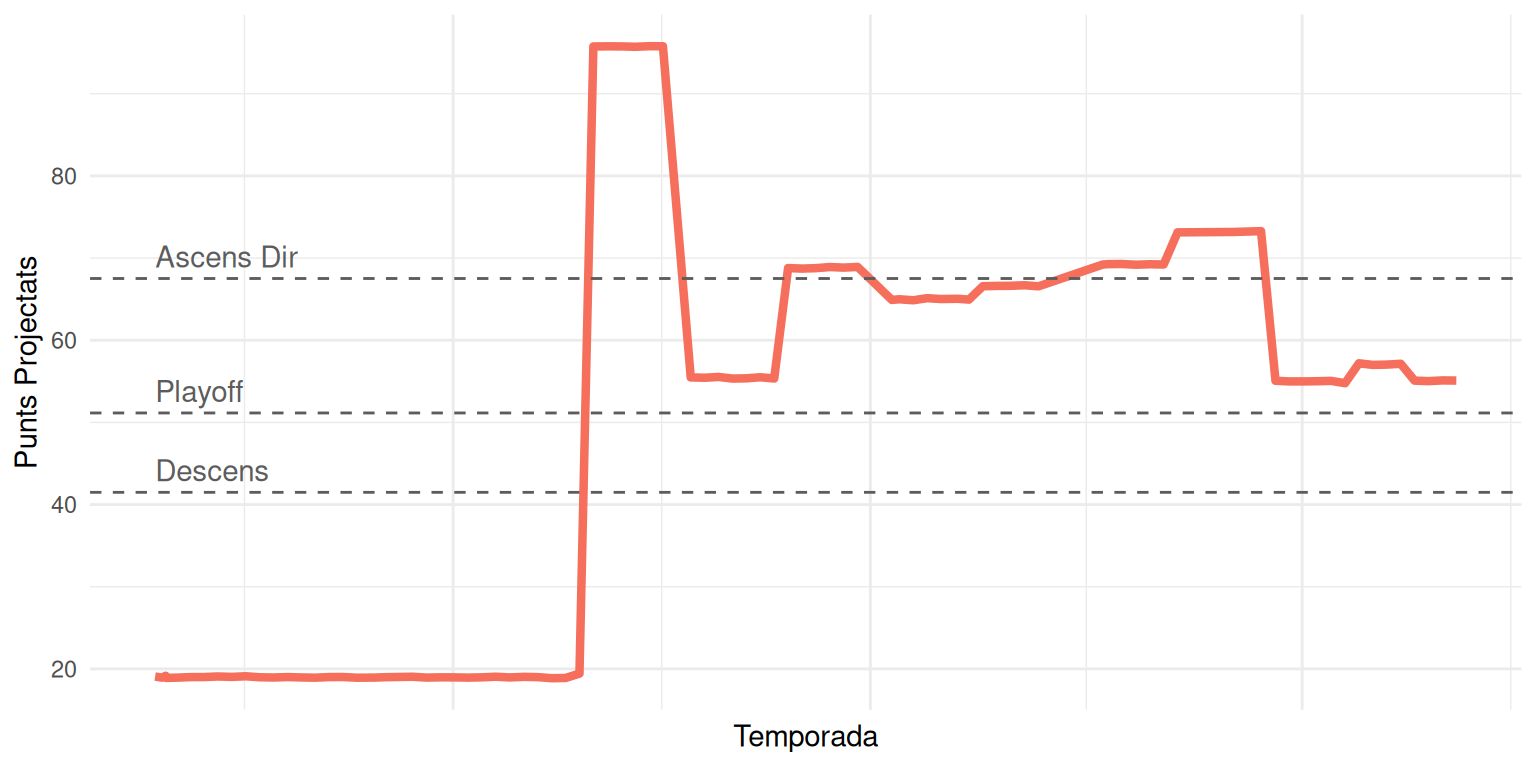 Punts Projectats
80
60
40
20
Ascens Dir
Playoff
Descens
Temporada